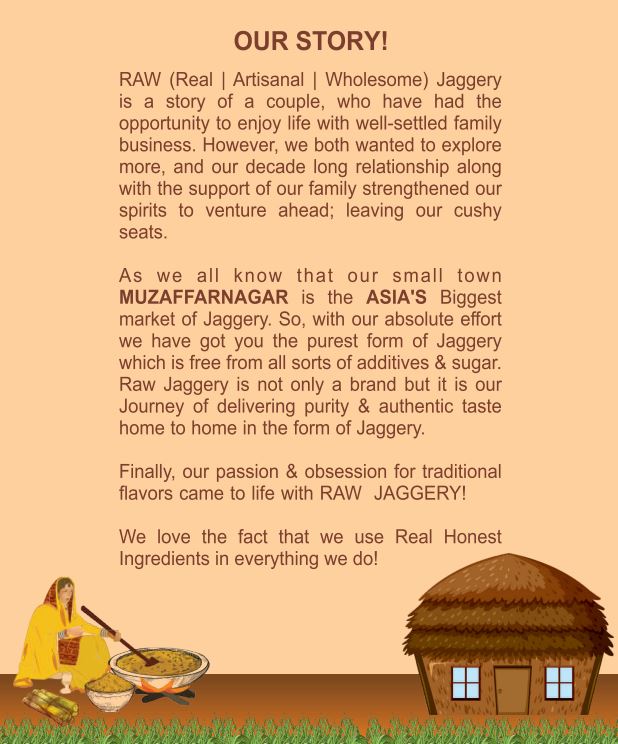 OUR STORY!
RAW (Real | Artisanal | Wholesome) Jaggery
is a story of a couple, who have had the
opportunity to enjoy life with well-settled family
business. However, we both wanted to explore
more, and our decade long relationship along
with the support of our family strengthened our
spirits to venture ahead; leaving our cushy
seats.
As we all know that our small town
MUZAFFARNAGAR is the ASIA'S Biggest
market of Jaggery. So, with our absolute effort
we have got you the purest form of Jaggery
which is free from all sorts of additives & sugar.
Raw Jaggery is not only a brand but it is our
Journey of delivering purity & authentic taste
home to home in the form of Jaggery.
Finally, our passion & obsession for traditional
flavors came to life with RAW JAGGERY!
We love the fact that we use Real Honest
Ingredients in everything we do!